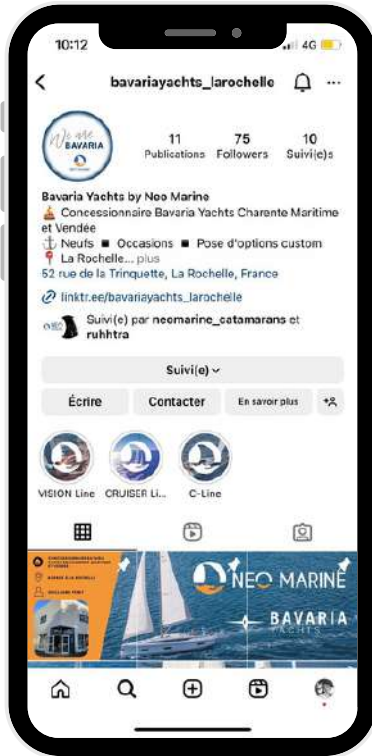 10:12
4G
bavariayachts_larochelle
We are
BAVARIA
11
75
10
Publications
Followers
Suivi(e)s
Bavaria Yachts by Neo Marine
Concessionnaire Bavaria Yachts Charente Maritime
et Vendée
Neufs ◾ Occasions ◾ Pose d'options custom
La Rochelle... plus
52 rue de la Trinquette, La Rochelle, France
linktr.ee/bavariayachts_larochelle
Suivi(e) par neomarine_catamarans et
ruhhtra
Suivi(e)
Écrire
Contacter
En savoir plus
VISION Line
CRUISER Li...
C-Line
NEO MARINE
BAVARIA
YACHTS